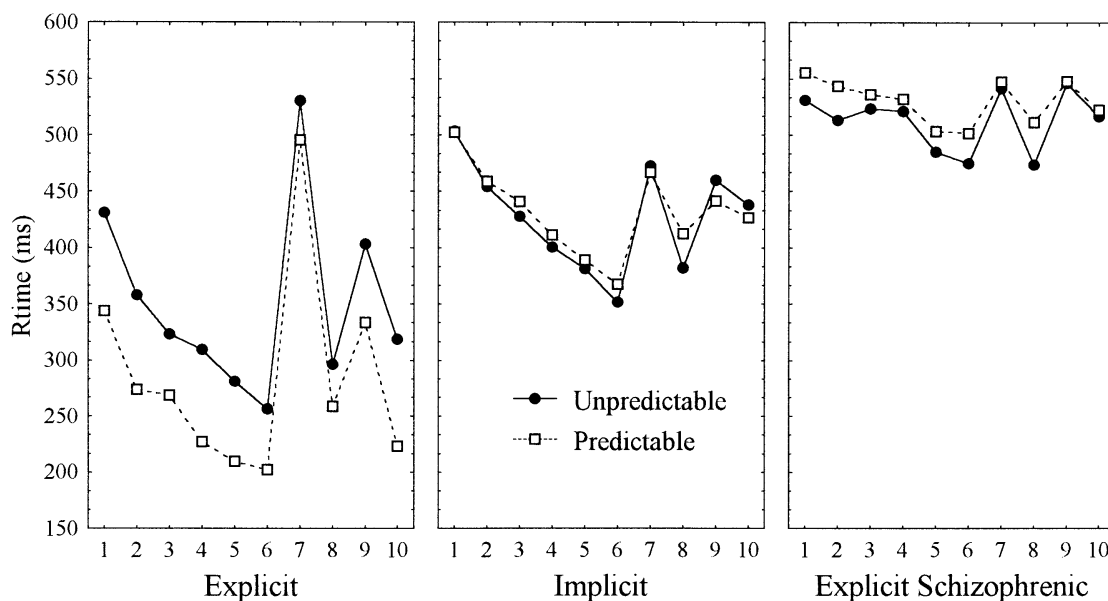 600
550
500
450
400
350
300
250
200
150
Rtime (ms)
1 2 3 4 5 6 7 8 9 10
Explicit
1 2 3 4 5 6 7 8 9 10
Implicit
1 2 3 4 5 6 7 8 9 10
Explicit Schizophrenic
Unpredictable
Predictable